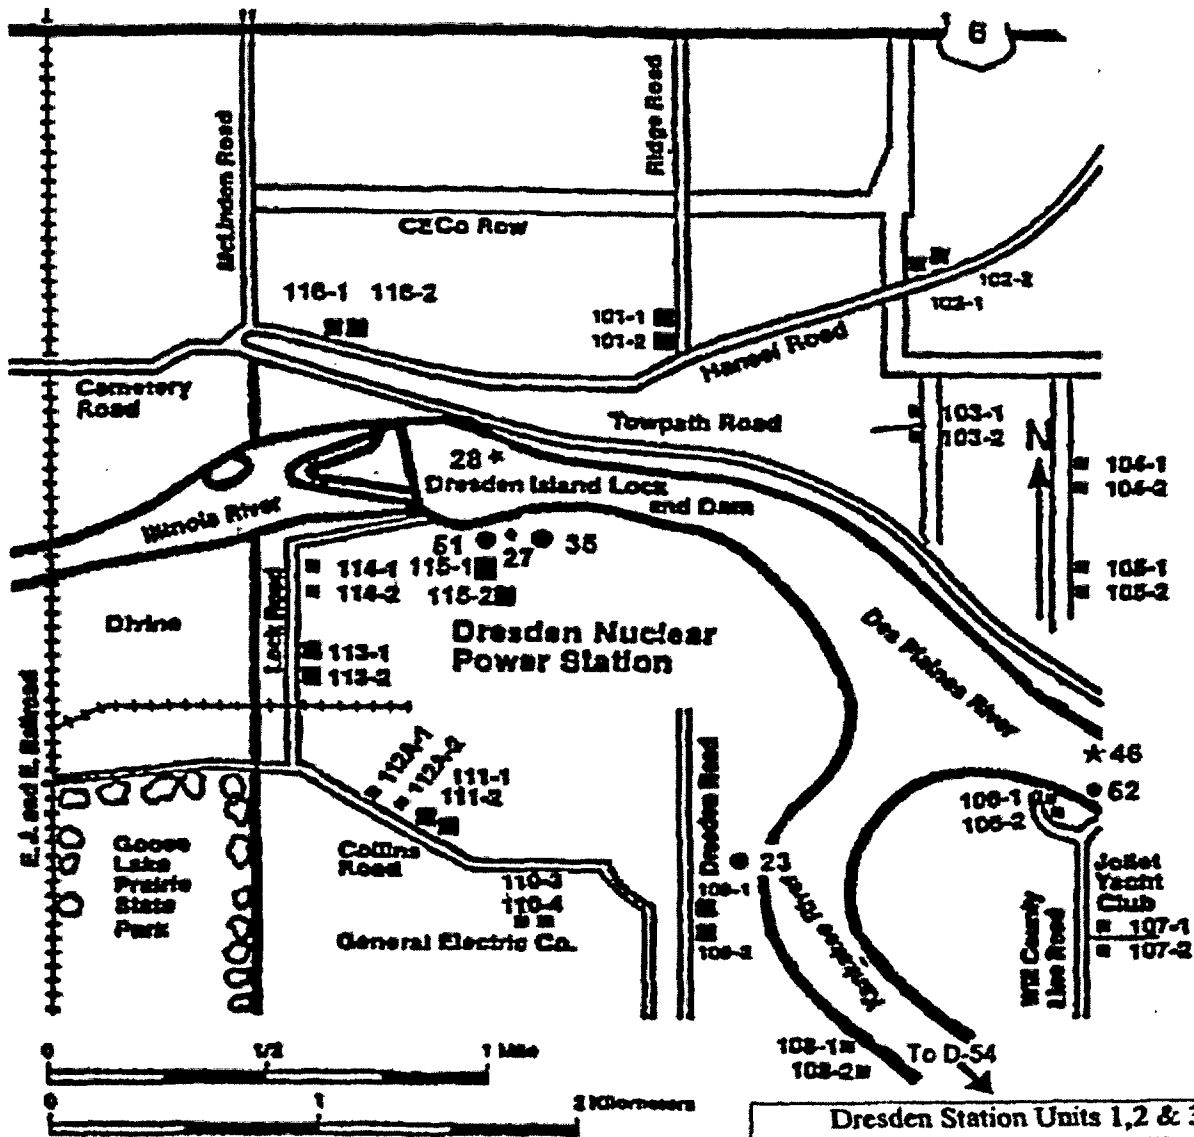 6
McLindon Road
Ridge Road
CECo Row
116-1 116-2
101-1
101-2
102-2
102-1
Hansel Road
Cemetery
Road
Towpath Road
103-1
103-2
N
104-1
104-2
28
Dresden Island Lock
and Dam
Illinois River
51
27
35
114-1
114-2
115-1
115-2
105-1
105-2
Divine
Lock Road
Dresden Nuclear
Power Station
Des Plaines River
113-1
113-2
E. J. and E. Railroad
112A-1
112A-2
111-1
111-2
Dresden Road
46
52
106-1
106-2
Goose
Lake
Prairie
State
Park
Collins
Road
23
Kankakee River
Joliet
Yacht
Club
110-3
110-4
General Electric Co.
107-1
107-2
Will County
Line Road
108-1
108-2
To D-54
0 1/2 1 Mile
0 1 2 Kilometers
Dresden Station Units 1,2 & 3